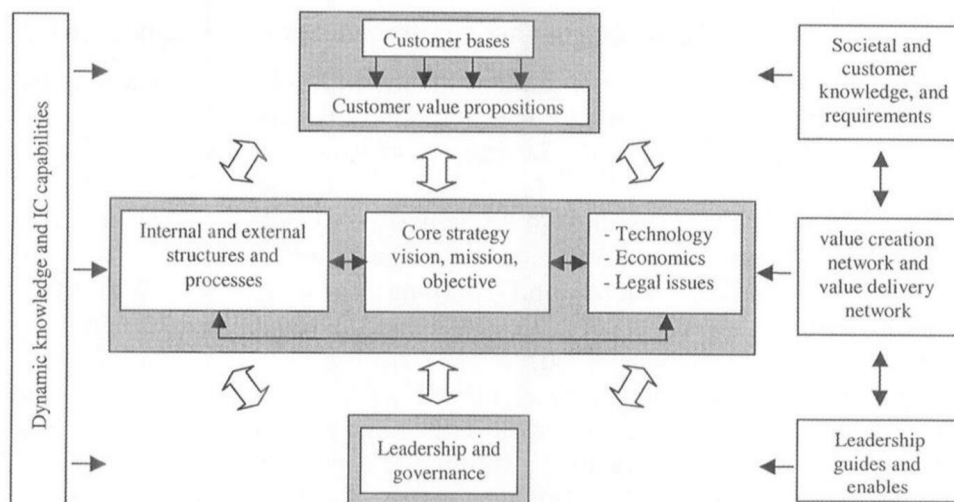 Dynamic knowledge and IC capabilities
Customer bases
Customer value propositions
Societal and
customer
knowledge, and
requirements
Internal and external
structures and
processes
Core strategy
vision, mission,
objective
- Technology
- Economics
- Legal issues
value creation
network and
value delivery
network
Leadership and
governance
Leadership
guides and
enables